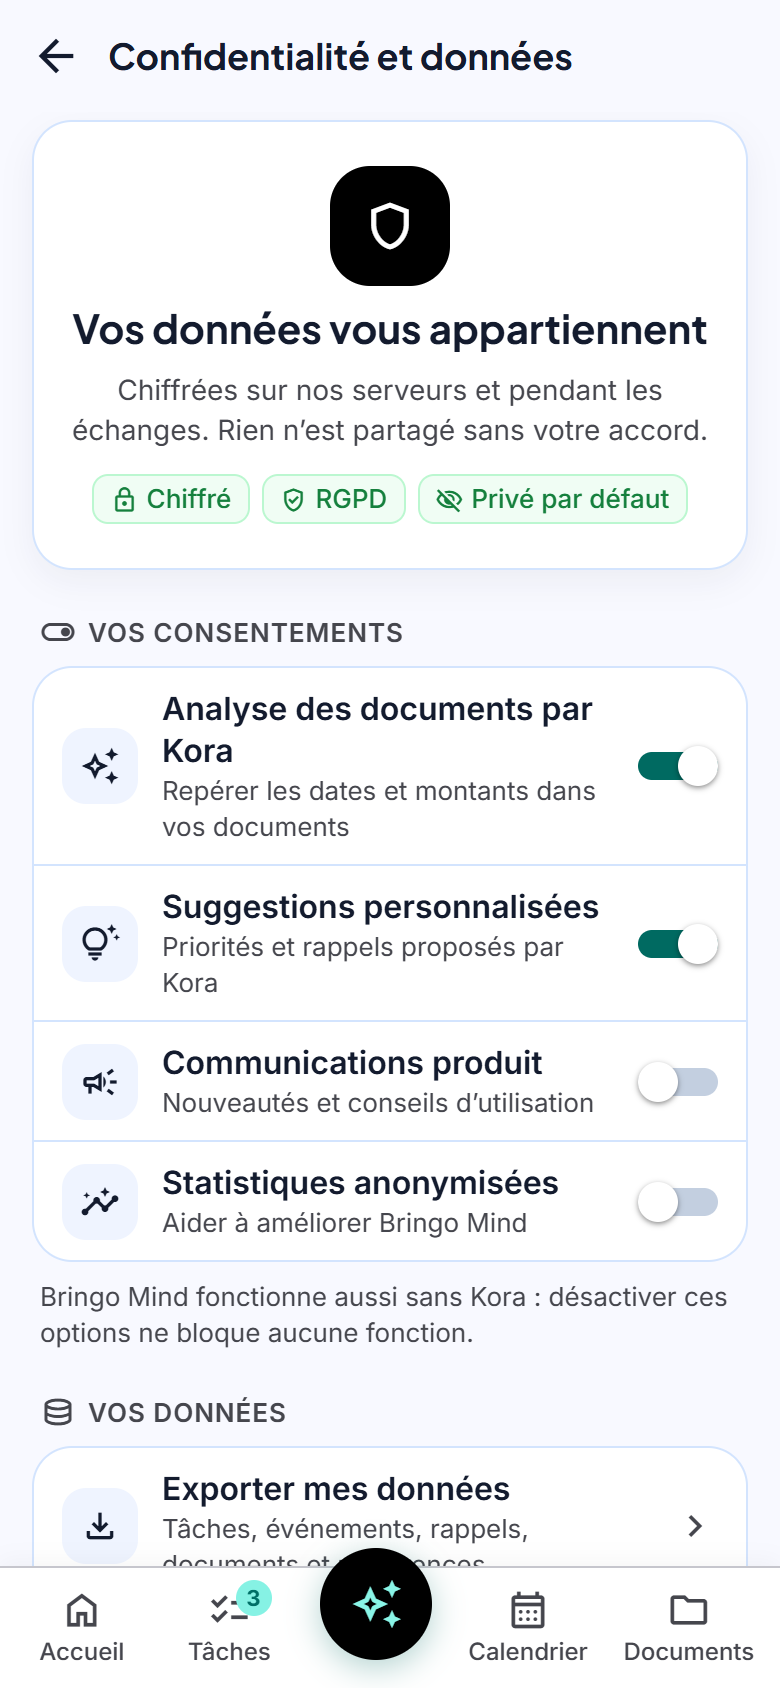 Confidentialité et données
Vos données vous appartiennent
Chiffrées sur nos serveurs et pendant les
échanges. Rien n’est partagé sans votre accord.
Chiffré
RGPD
Privé par défaut
VOS CONSENTEMENTS
Analyse des documents par
Kora
Repérer les dates et montants dans
vos documents
Suggestions personnalisées
Priorités et rappels proposés par
Kora
Communications produit
Nouveautés et conseils d’utilisation
Statistiques anonymisées
Aider à améliorer Bringo Mind
Bringo Mind fonctionne aussi sans Kora : désactiver ces
options ne bloque aucune fonction.
VOS DONNÉES
Exporter mes données
Tâches, événements, rappels,
documents et
3
Accueil
Tâches
Calendrier
Documents